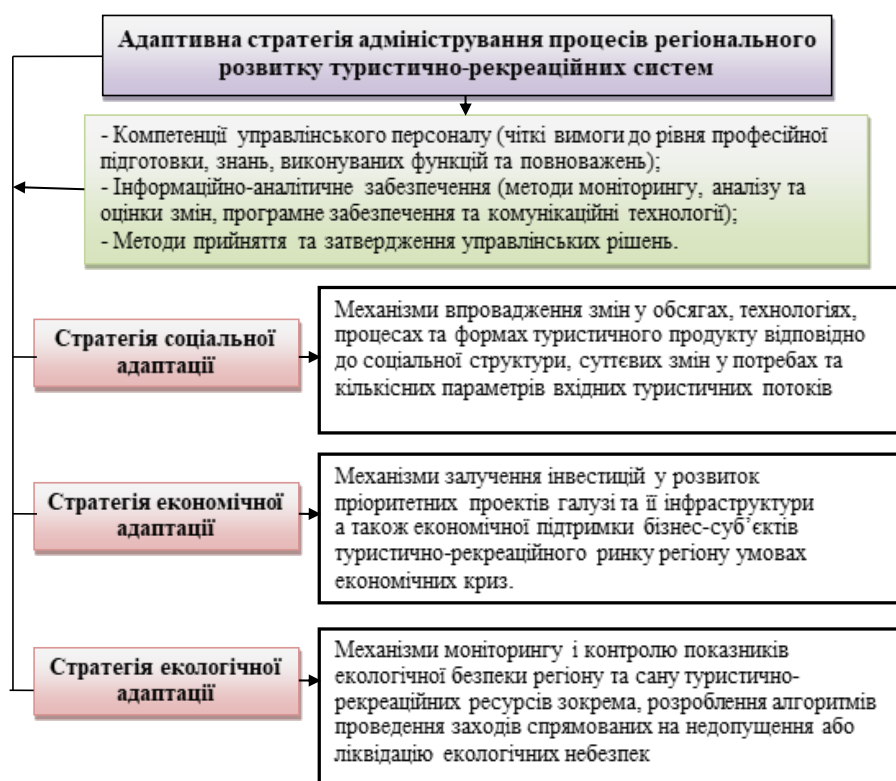 Адаптивна стратегія адміністрування процесів регіонального
розвитку туристично-рекреаційних систем
- Компетенції управлінського персоналу (чіткі вимоги до рівня професійної
підготовки, знань, виконуваних функцій та повноважень);
- Інформаційно-аналітичне забезпечення (методи моніторингу, аналізу та
оцінки змін, програмне забезпечення та комунікаційні технології);
- Методи прийняття та затвердження управлінських рішень.
Стратегія соціальної
адаптації
Механізми впровадження змін у обсягах, технологіях,
процесах та формах туристичного продукту відповідно
до соціальної структури, суттєвих змін у потребах та
кількісних параметрів вхідних туристичних потоків
Стратегія економічної
адаптації
Механізми залучення інвестицій у розвиток
пріоритетних проектів галузі та її інфраструктури
а також економічної підтримки бізнес-суб’єктів
туристично-рекреаційного ринку регіону умовах
економічних криз.
Стратегія екологічної
адаптації
Механізми моніторингу і контролю показників
екологічної безпеки регіону та сану туристично-
рекреаційних ресурсів зокрема, розроблення алгоритмів
проведення заходів спрямованих на недопущення або
ліквідацію екологічних небезпек